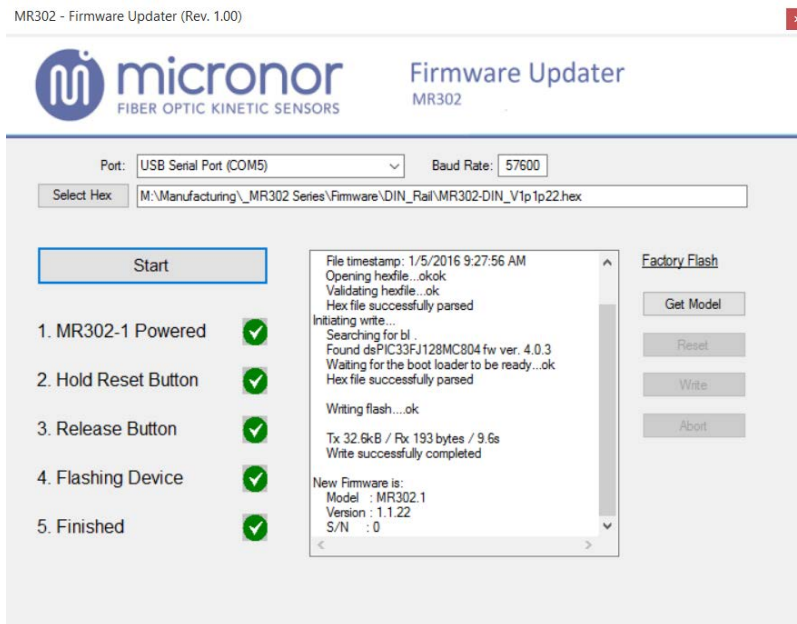 MR302 - Firmware Updater (Rev. 1.00)
micronor
FIBER OPTIC KINETIC SENSORS
Firmware Updater
MR302
Port: USB Serial Port (COM5) Baud Rate: 57600
Select Hex M:\Manufacturing\_MR302 Series\Firmware\DIN_Rail\MR302-DIN_V1p1p22.hex
Start
1. MR302-1 Powered
2. Hold Reset Button
3. Release Button
4. Flashing Device
5. Finished
File timestamp: 1/5/2016 9:27:56 AM
Opening hexfile...okok
Validating hexfile...ok
Hex file successfully parsed
Initiating write...
Searching for bl .
Found dsPIC33FJ128MC804 fw ver. 4.0.3
Waiting for the boot loader to be ready...ok
Hex file successfully parsed
Writing flash....ok
Tx 32.6kB / Rx 193 bytes / 9.6s
Write successfully completed
New Firmware is:
Model : MR302.1
Version : 1.1.22
S/N : 0
Factory Flash
Get Model
Reset
Write
Abort